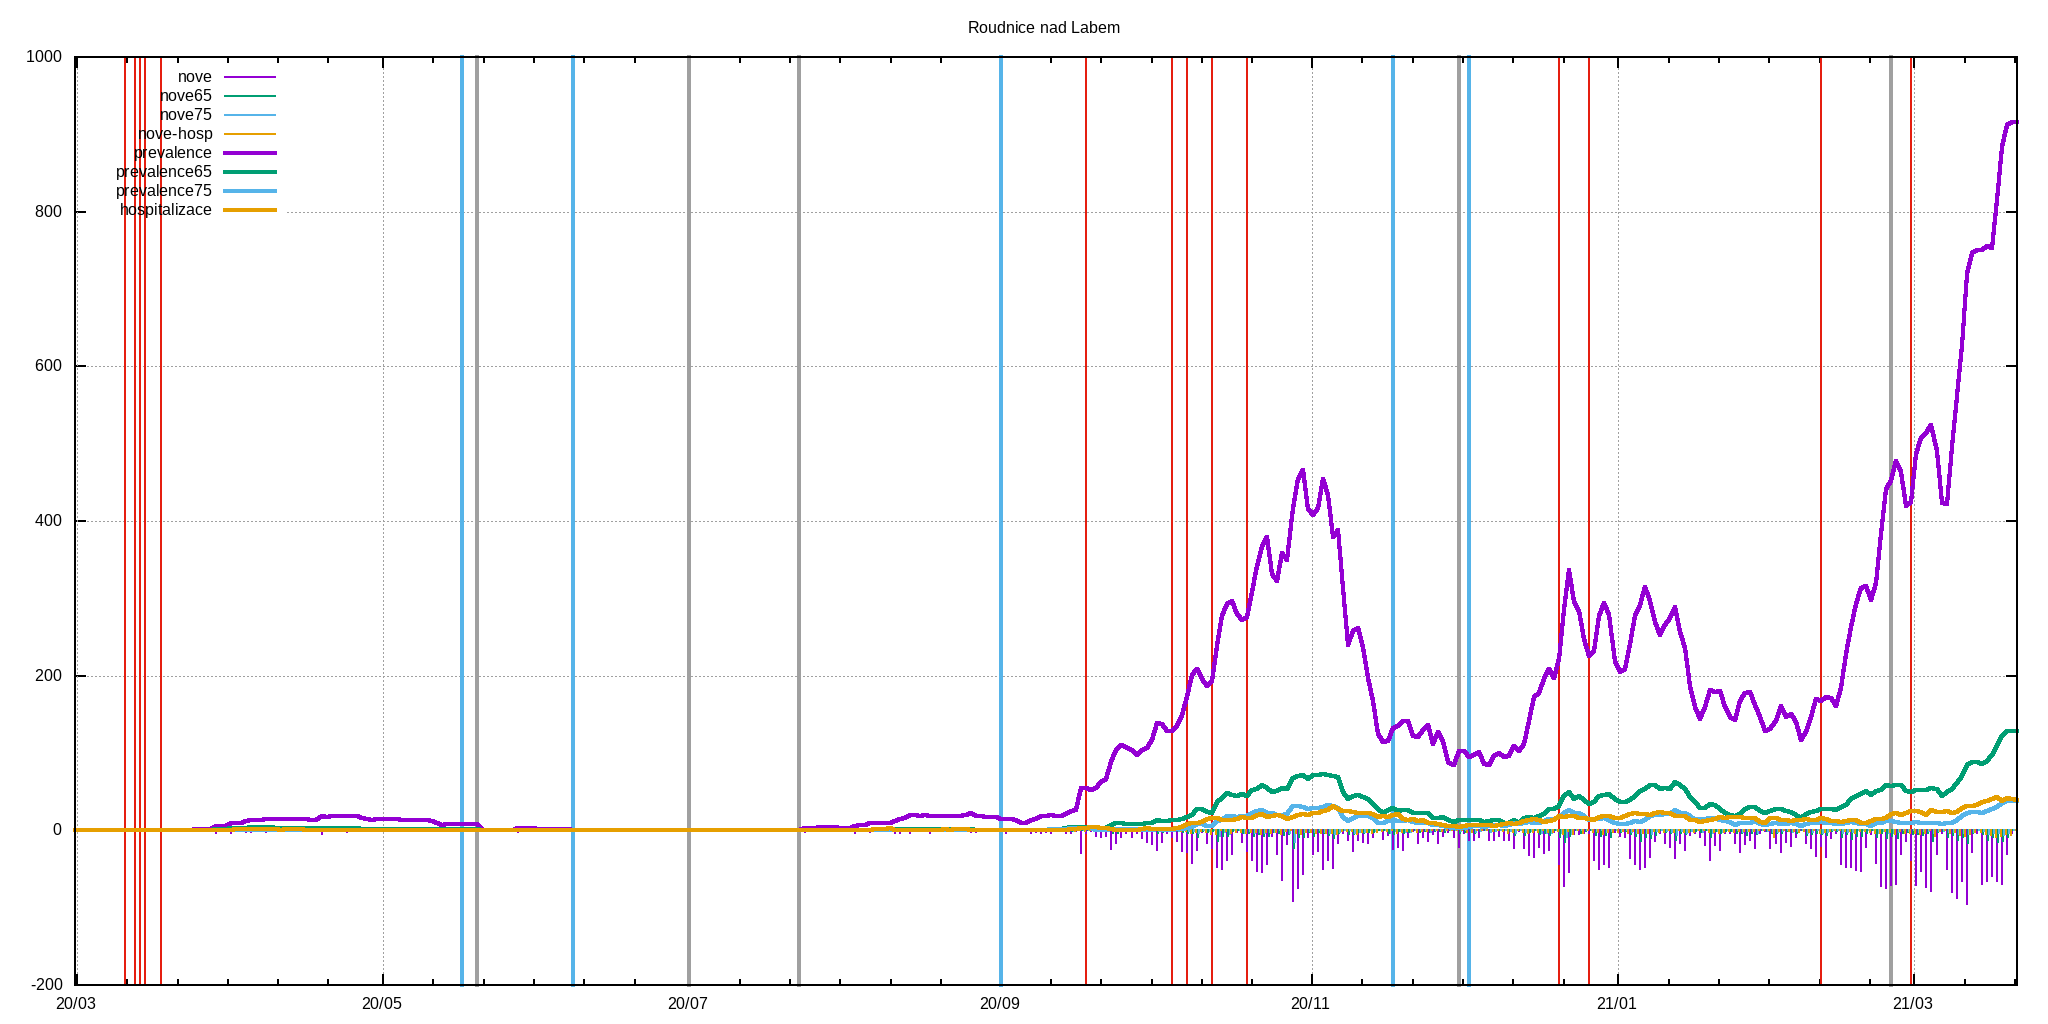 Roudnice nad Labem
1000
800
600
400
200
0
-200
nove
nove65
nove75
nove-hosp
prevalence
prevalence65
prevalence75
hospitalizace
20/03 20/05 20/07 20/09 20/11 21/01 21/03